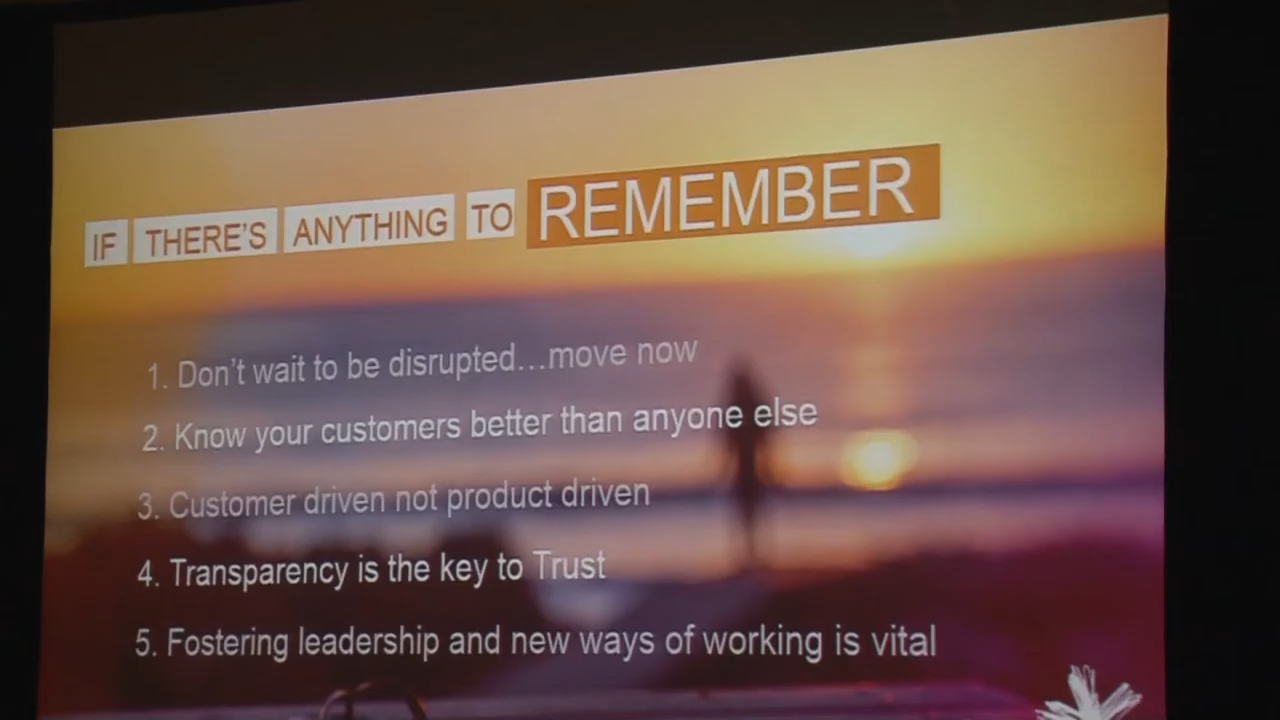 IF THERE'S ANYTHING TO REMEMBER
1. Don't wait to be disrupted...move now
2. Know your customers better than anyone else
3. Customer driven not product driven
4. Transparency is the key to Trust
5. Fostering leadership and new ways of working is vital